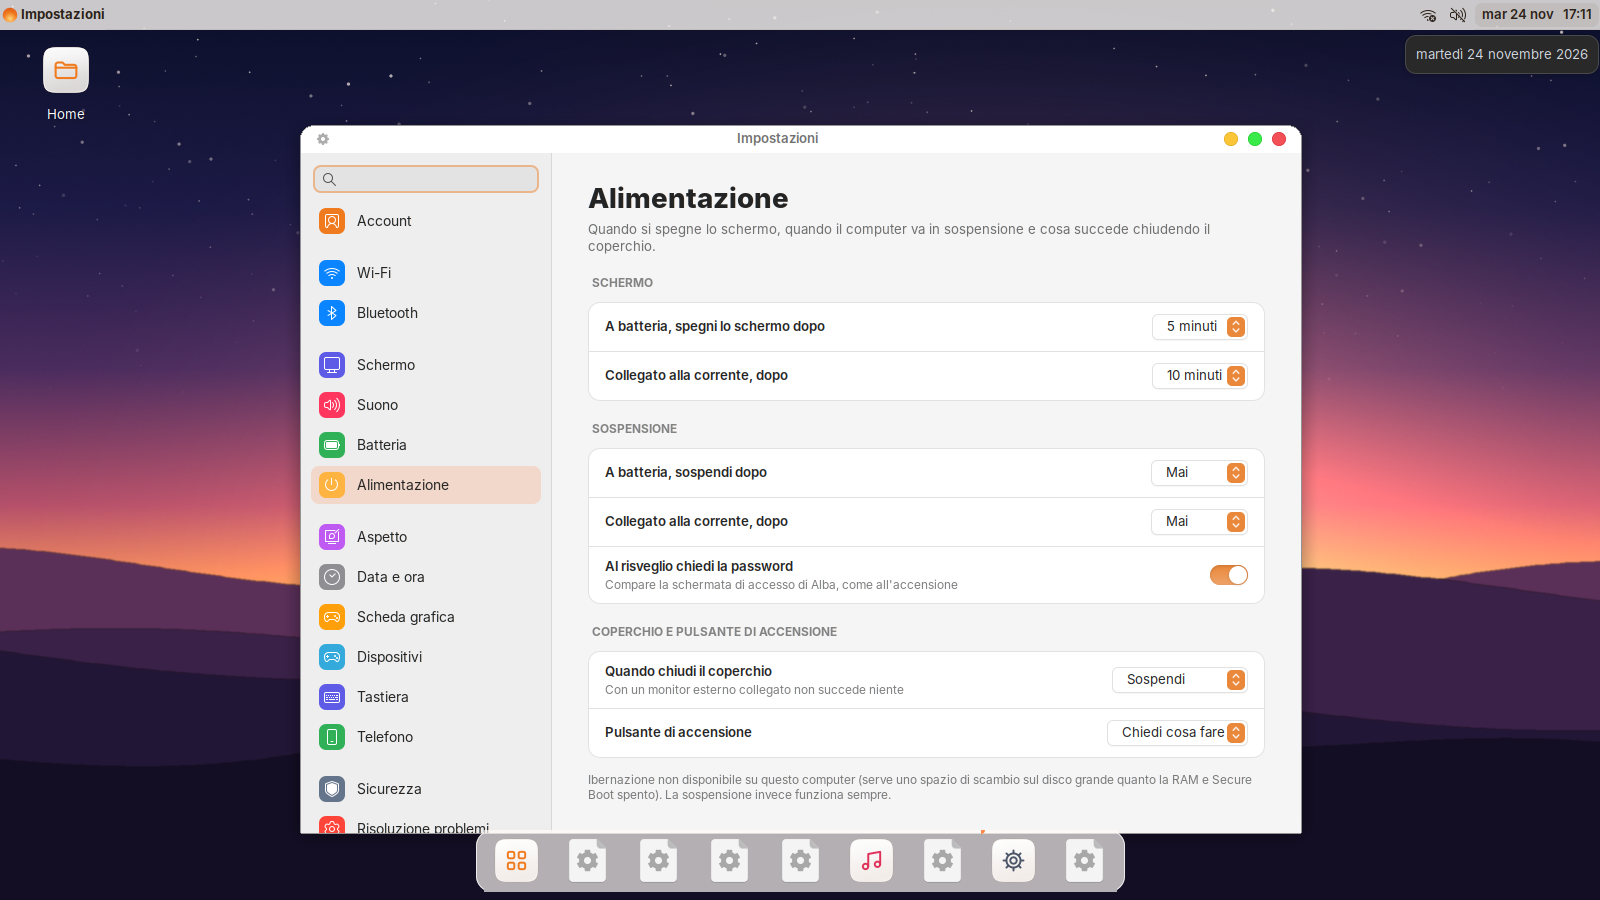 Impostazioni
mar 24 nov 17:11
martedì 24 novembre 2026
Home
Impostazioni
Account
Wi-Fi
Bluetooth
Schermo
Suono
Batteria
Alimentazione
Aspetto
Data e ora
Scheda grafica
Dispositivi
Tastiera
Telefono
Sicurezza
Risoluzione problemi
Alimentazione
Quando si spegne lo schermo, quando il computer va in sospensione e cosa succede chiudendo il
coperchio.
SCHERMO
A batteria, spegni lo schermo dopo
5 minuti
Collegato alla corrente, dopo
10 minuti
SOSPENSIONE
A batteria, sospendi dopo
Mai
Collegato alla corrente, dopo
Mai
Al risveglio chiedi la password
Compare la schermata di accesso di Alba, come all'accensione
COPERCHIO E PULSANTE DI ACCENSIONE
Quando chiudi il coperchio
Con un monitor esterno collegato non succede niente
Sospendi
Pulsante di accensione
Chiedi cosa fare
Ibernazione non disponibile su questo computer (serve uno spazio di scambio sul disco grande quanto la RAM e Secure
Boot spento). La sospensione invece funziona sempre.